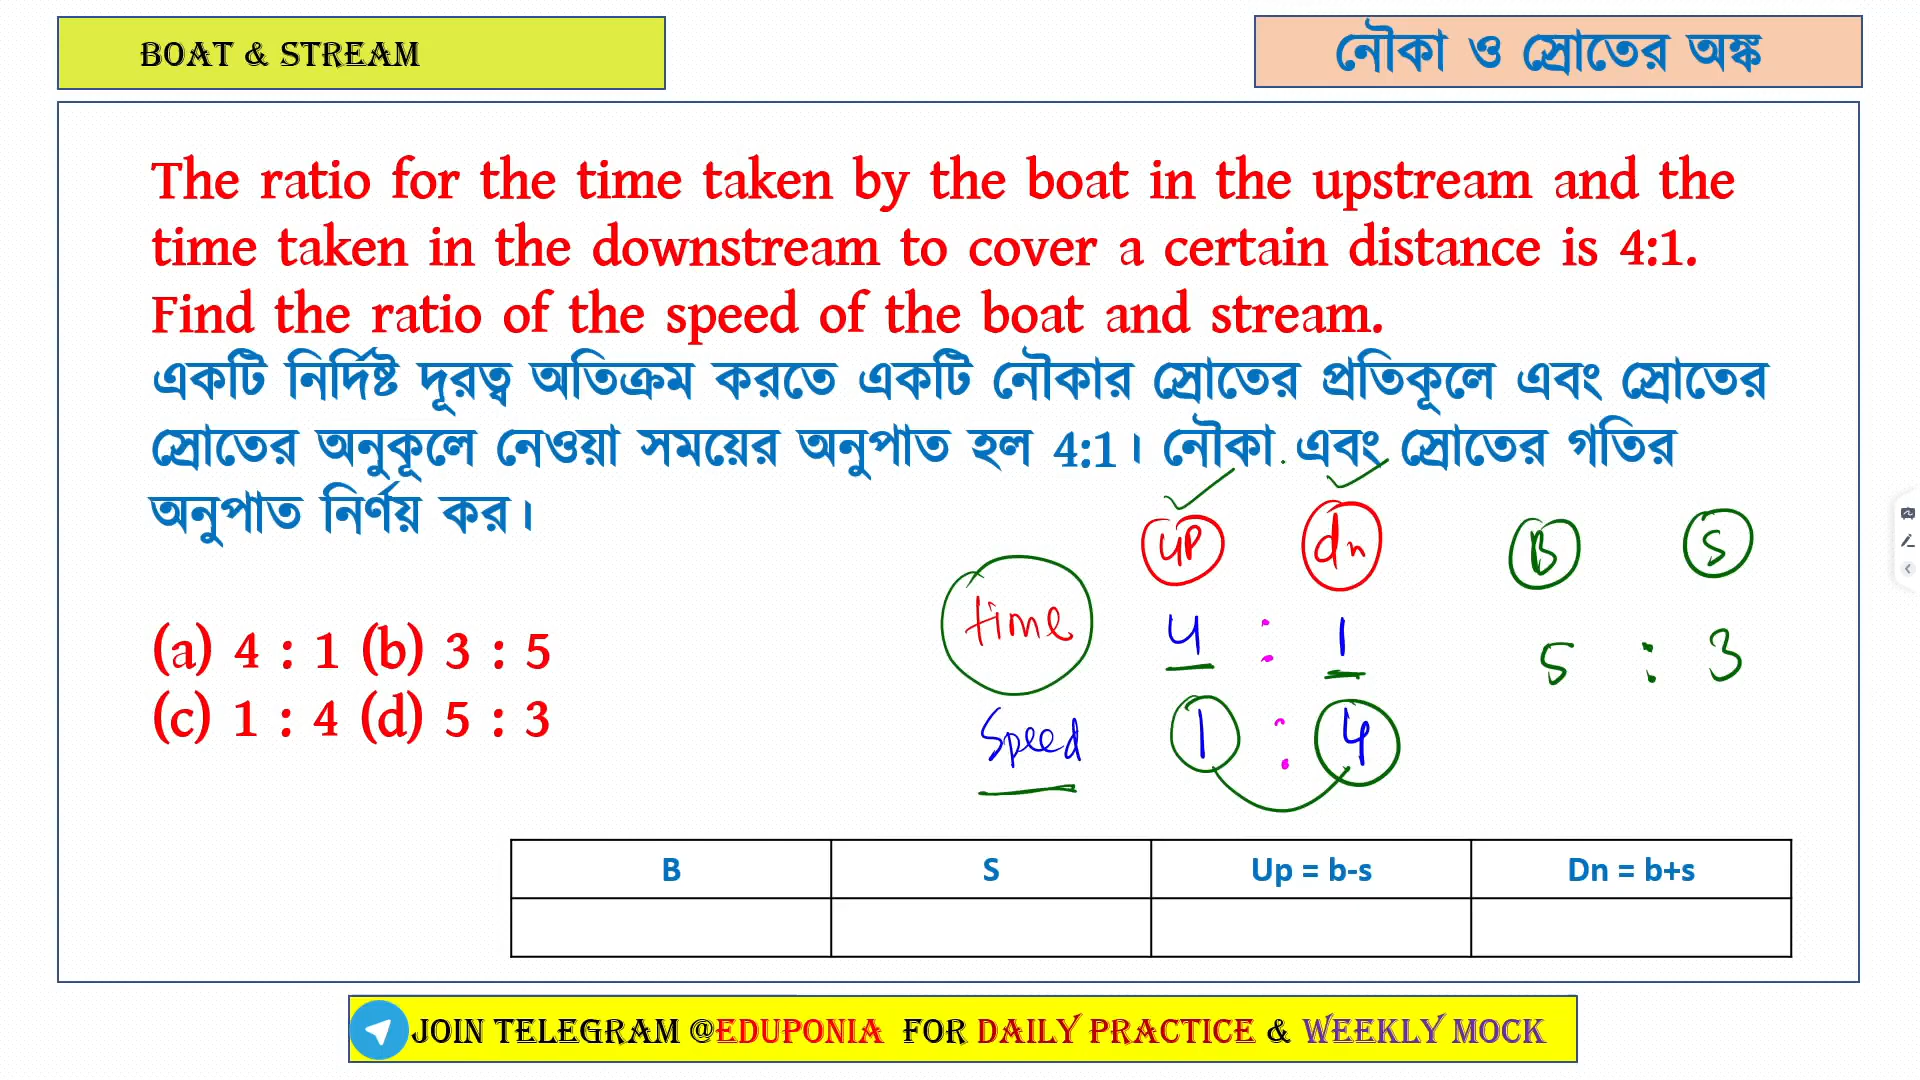 BOAT & STREAM
নৌকা ও স্রোতের অঙ্ক
The ratio for the time taken by the boat in the upstream and the
time taken in the downstream to cover a certain distance is 4:1.
Find the ratio of the speed of the boat and stream.
একটি নির্দিষ্ট দূরত্ব অতিক্রম করতে একটি নৌকার স্রোতের প্রতিকূলে এবং স্রোতের
স্রোতের অনুকূলে নেওয়া সময়ের অনুপাত হল 4:1। নৌকা এবং স্রোতের গতির
অনুপাত নির্ণয় কর।
UP dn B S
time 4 : 1 5 : 3
Speed 1 : 4
(a) 4 : 1 (b) 3 : 5
(c) 1 : 4 (d) 5 : 3
B S Up = b-s Dn = b+s
JOIN TELEGRAM @EDUPONIA FOR DAILY PRACTICE & WEEKLY MOCK